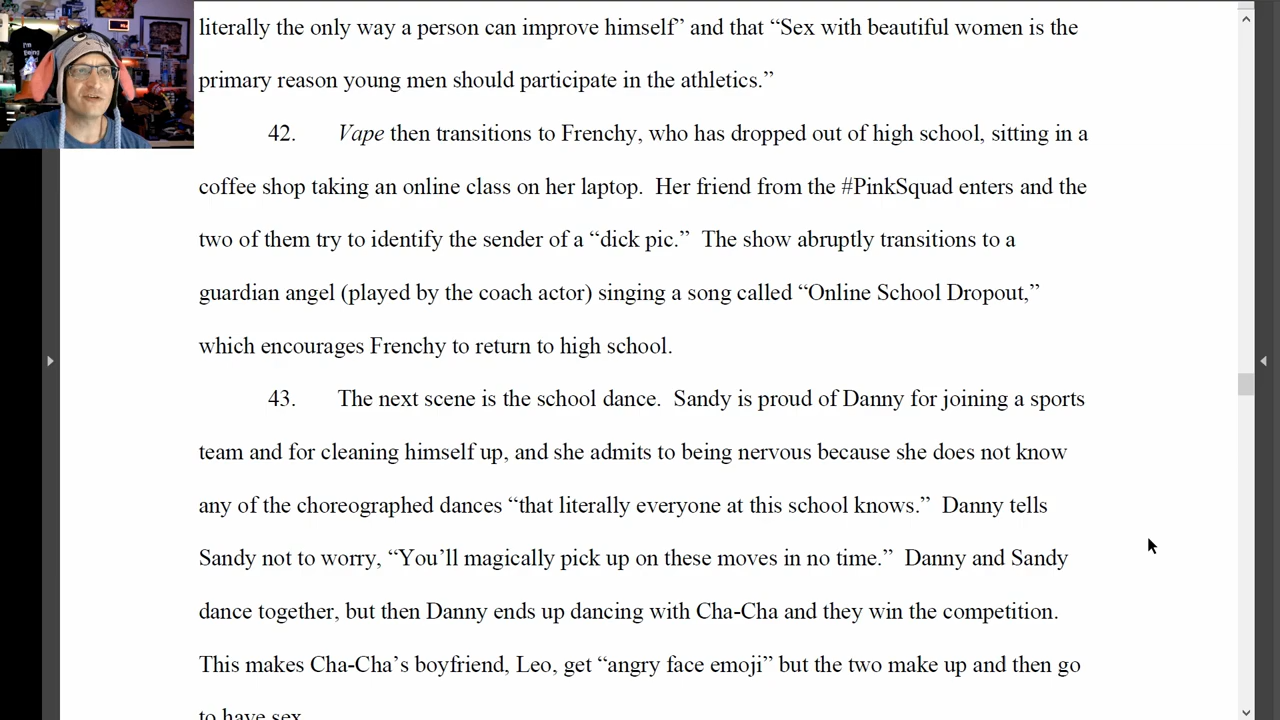 literally the only way a person can improve himself” and that “Sex with beautiful women is the
primary reason young men should participate in the athletics.”
42. Vape then transitions to Frenchy, who has dropped out of high school, sitting in a
coffee shop taking an online class on her laptop. Her friend from the #PinkSquad enters and the
two of them try to identify the sender of a “dick pic.” The show abruptly transitions to a
guardian angel (played by the coach actor) singing a song called “Online School Dropout,”
which encourages Frenchy to return to high school.
43. The next scene is the school dance. Sandy is proud of Danny for joining a sports
team and for cleaning himself up, and she admits to being nervous because she does not know
any of the choreographed dances “that literally everyone at this school knows.” Danny tells
Sandy not to worry, “You’ll magically pick up on these moves in no time.” Danny and Sandy
dance together, but then Danny ends up dancing with Cha-Cha and they win the competition.
This makes Cha-Cha’s boyfriend, Leo, get “angry face emoji” but the two make up and then go
to have sex.